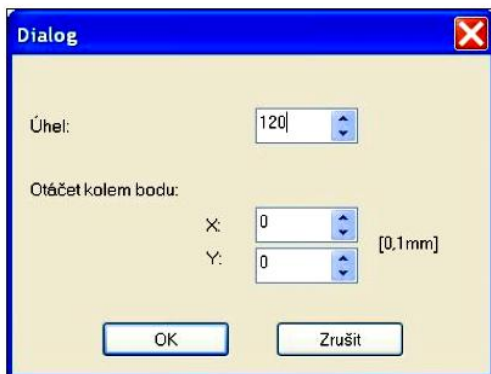 Dialog
Úhel: 120
Otáčet kolem bodu:
X: 0
[0,1mm]
Y: 0
OK Zrušit